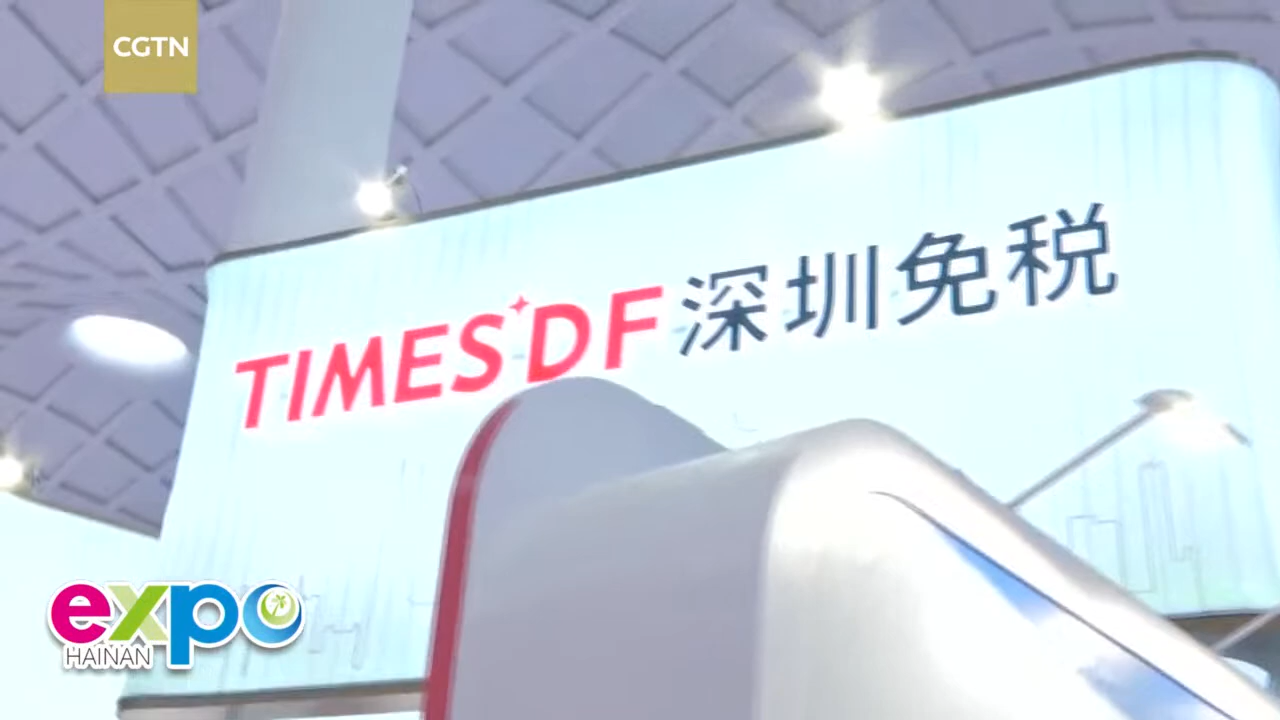 CGTN
TIMES DF 深圳免税
expo
HAINAN